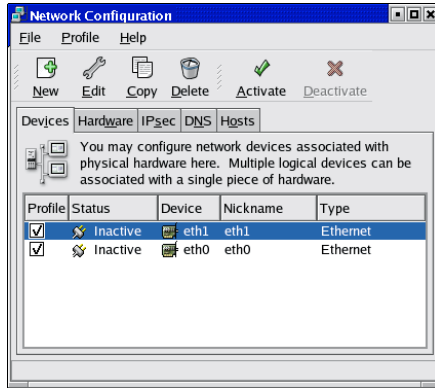 Network Configuration
File Profile Help
New Edit Copy Delete Activate Deactivate
Devices Hardware IPsec DNS Hosts
You may configure network devices associated with
physical hardware here. Multiple logical devices can be
associated with a single piece of hardware.
Profile Status Device Nickname Type
Inactive eth1 eth1 Ethernet
Inactive eth0 eth0 Ethernet